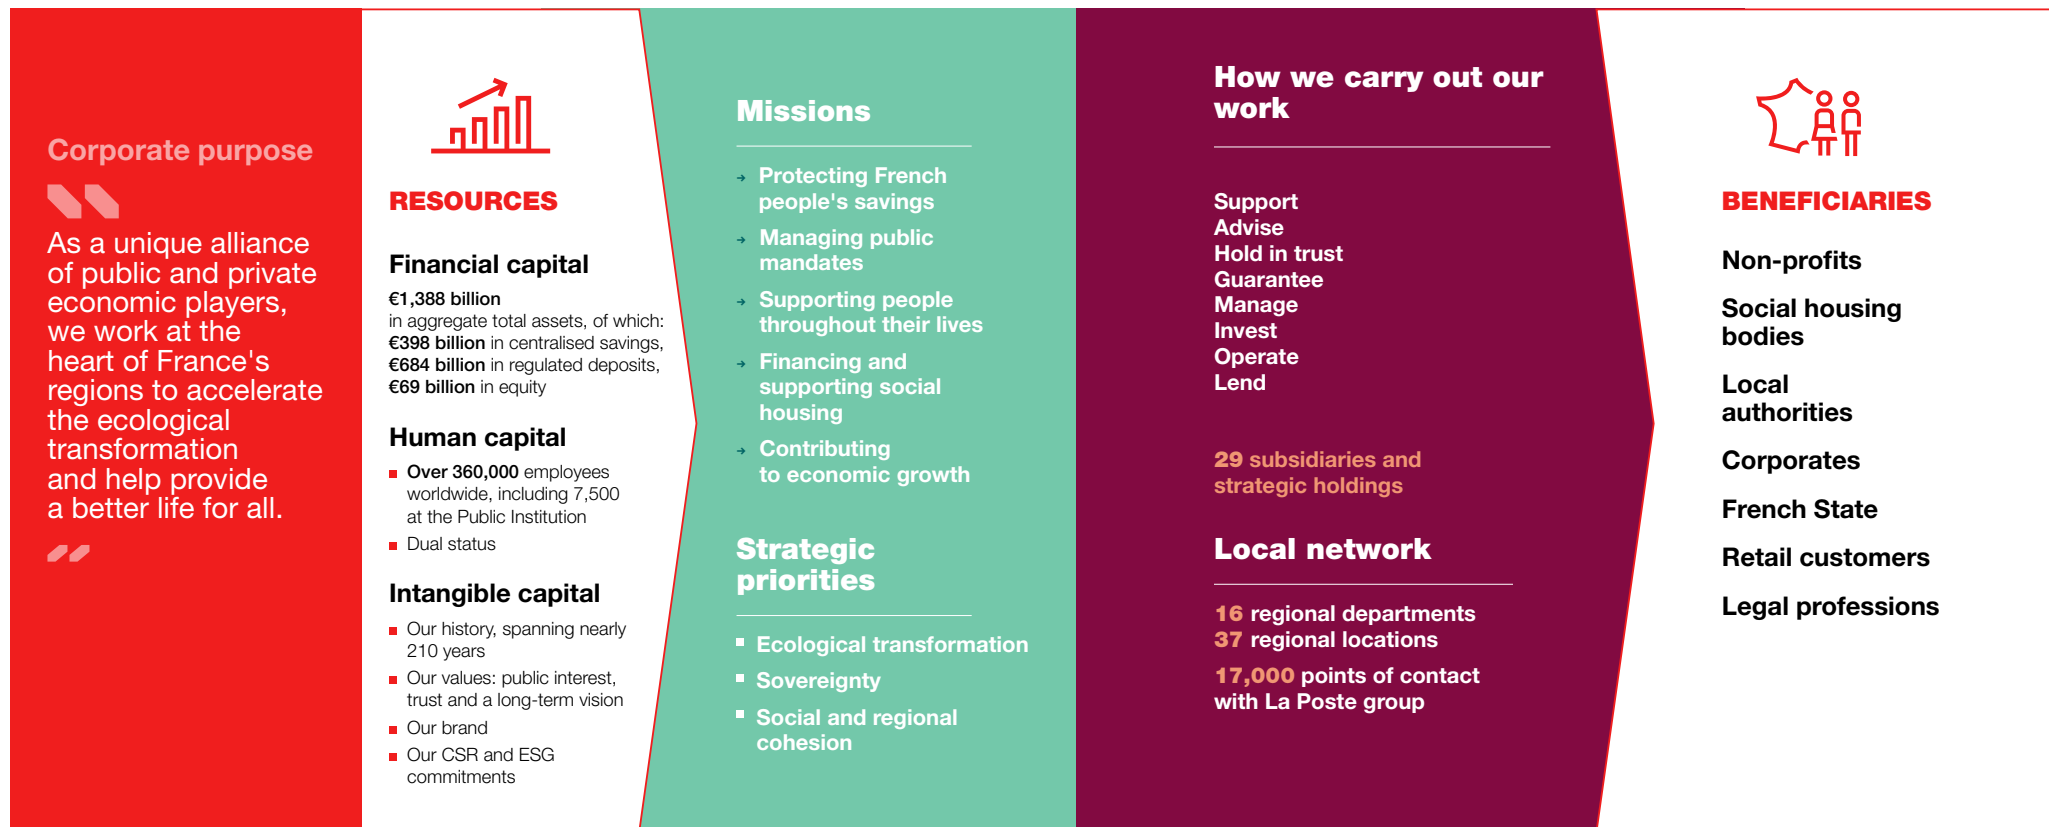 Corporate purpose
As a unique alliance
of public and private
economic players,
we work at the
heart of France's
regions to accelerate
the ecological
transformation
and help provide
a better life for all.
RESOURCES
Financial capital
€1,388 billion
in aggregate total assets, of which:
€398 billion in centralised savings,
€684 billion in regulated deposits,
€69 billion in equity
Human capital
Over 360,000 employees
worldwide, including 7,500
at the Public Institution
Dual status
Intangible capital
Our history, spanning nearly
210 years
Our values: public interest,
trust and a long-term vision
Our brand
Our CSR and ESG
commitments
Missions
→ Protecting French
people's savings
→ Managing public
mandates
→ Supporting people
throughout their lives
→ Financing and
supporting social
housing
→ Contributing
to economic growth
Strategic
priorities
Ecological transformation
Sovereignty
Social and regional
cohesion
How we carry out our
work
Support
Advise
Hold in trust
Guarantee
Manage
Invest
Operate
Lend
29 subsidiaries and
strategic holdings
Local network
16 regional departments
37 regional locations
17,000 points of contact
with La Poste group
BENEFICIARIES
Non-profits
Social housing
bodies
Local
authorities
Corporates
French State
Retail customers
Legal professions